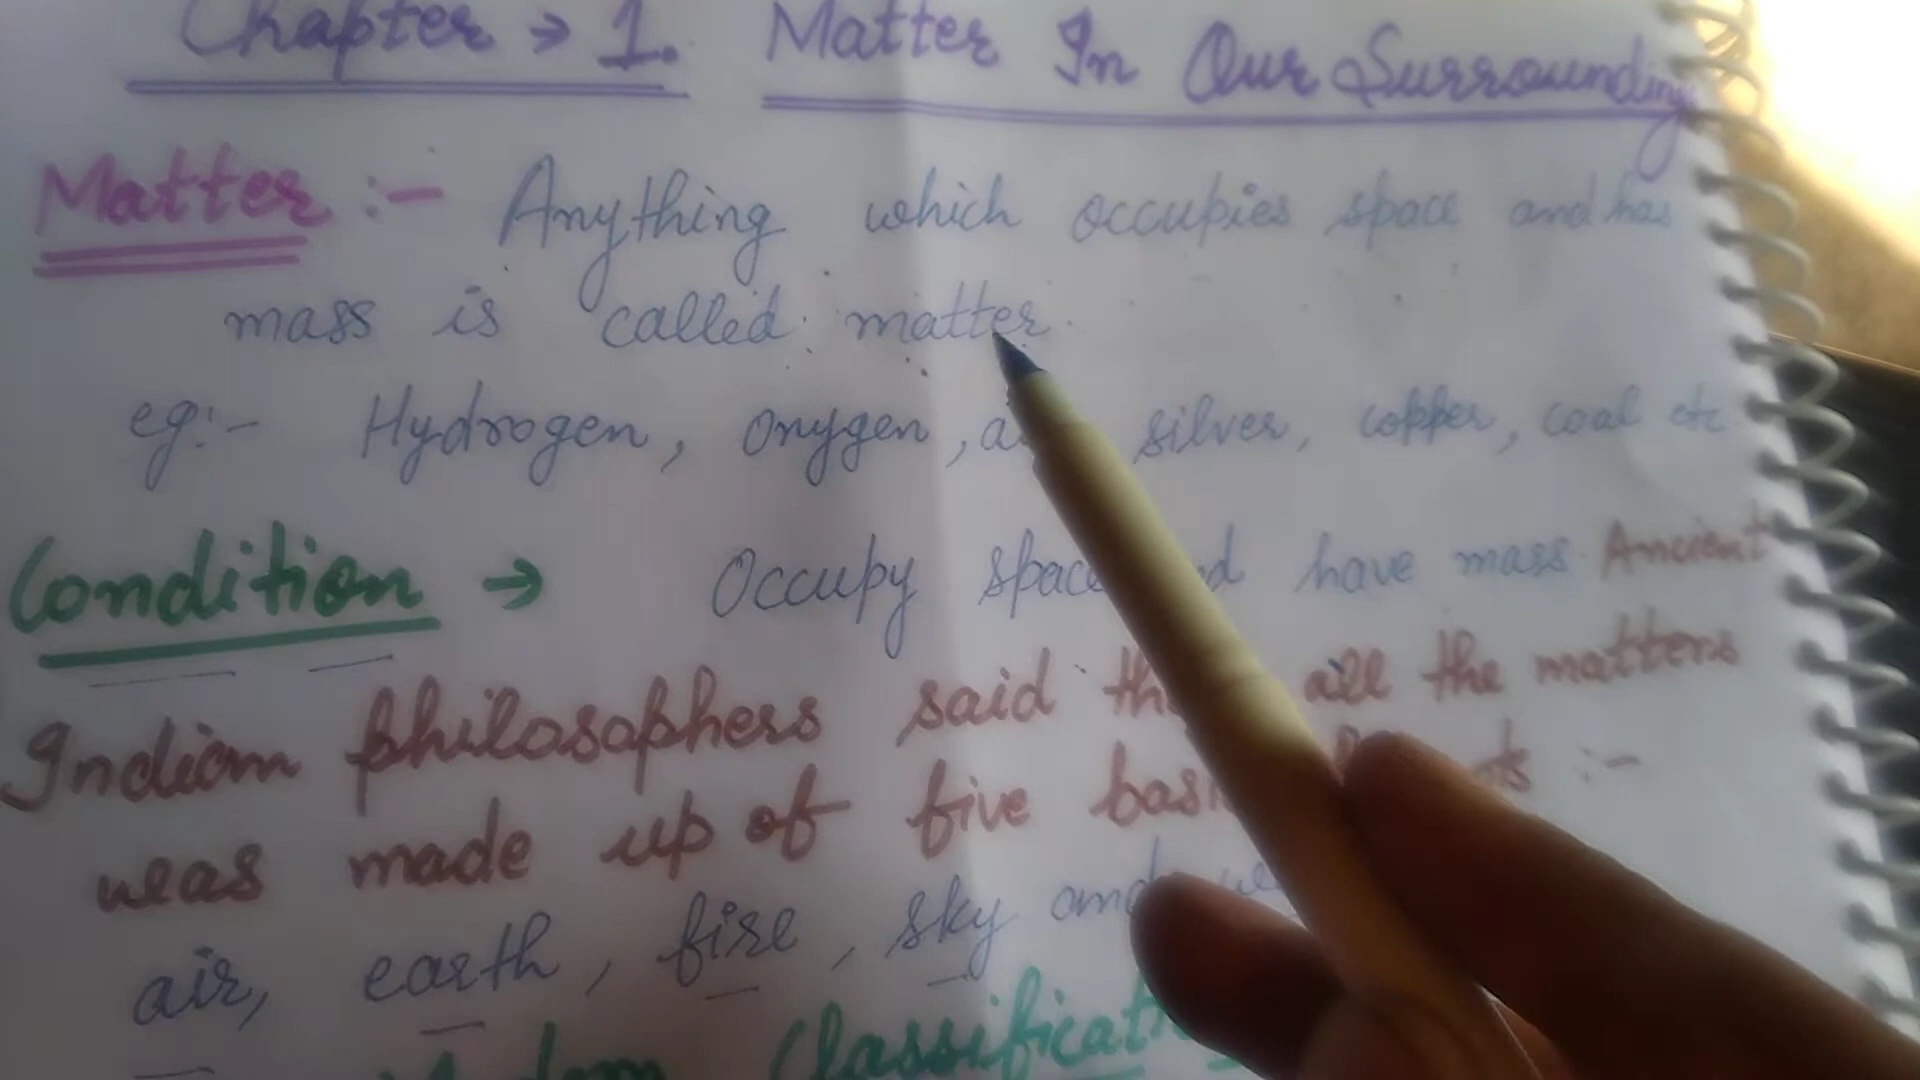 Chapter → 1. Matter In Our Surrounding
Matter :- Anything which occupies space and has
mass is called matter
eg:- Hydrogen, Oxygen, silver, copper, coal etc
Condition → Occupy space have mass Ancient
Indian philosophers said all the matters
was made up of five
air, earth, fire, sky and
Classificat